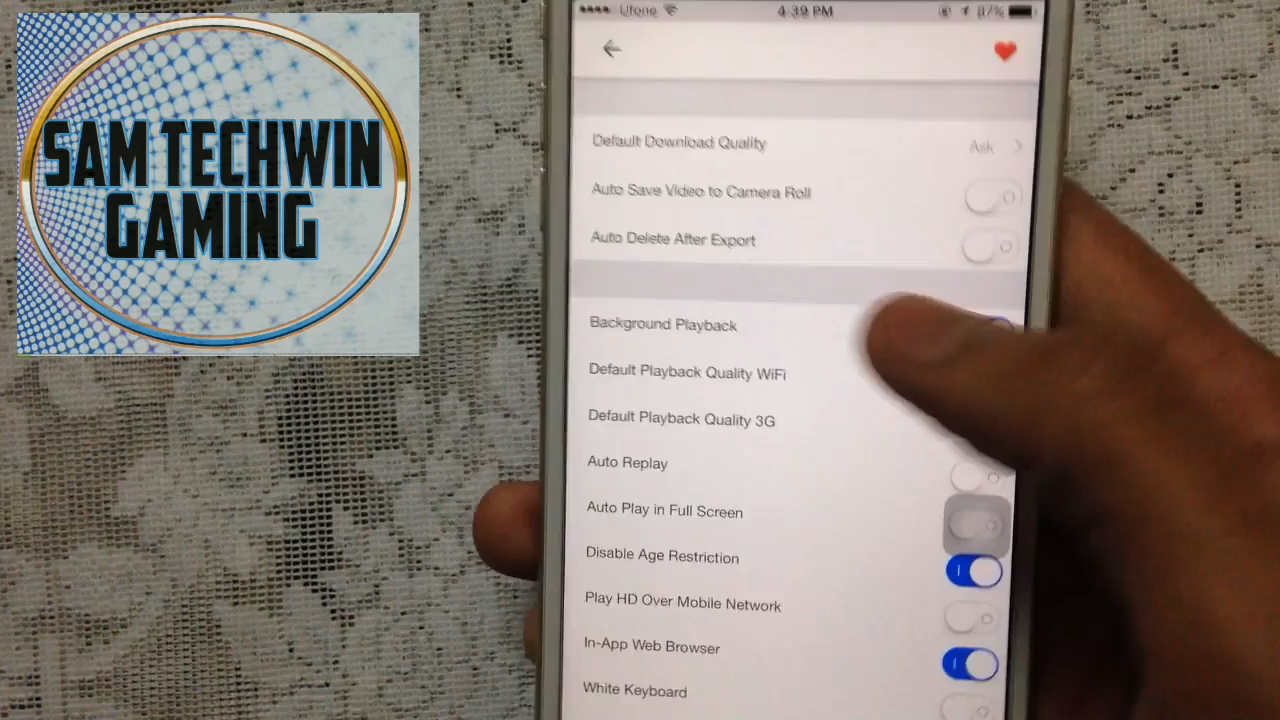 SAM TECHWIN
GAMING
Ufone
4:39 PM
Default Download Quality
Ask
Auto Save Video to Camera Roll
Auto Delete After Export
Background Playback
Default Playback Quality WiFi
Default Playback Quality 3G
Auto Replay
Auto Play in Full Screen
Disable Age Restriction
Play HD Over Mobile Network
In-App Web Browser
White Keyboard